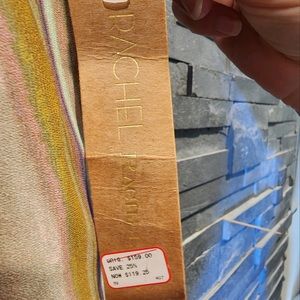 RACHEL
ORIG. $159.00
SAVE 25%
NOW $119.25